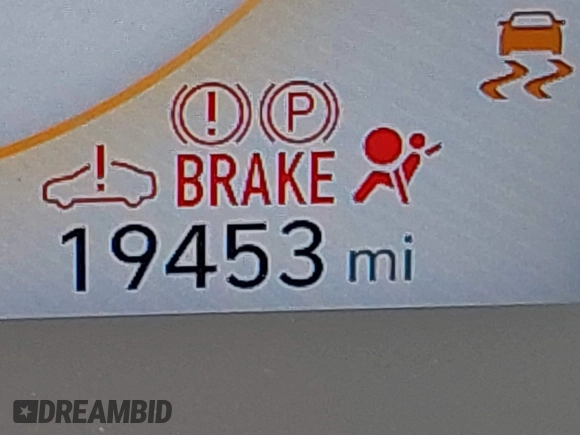 ! P
!
BRAKE
19453 mi
DREAMBID